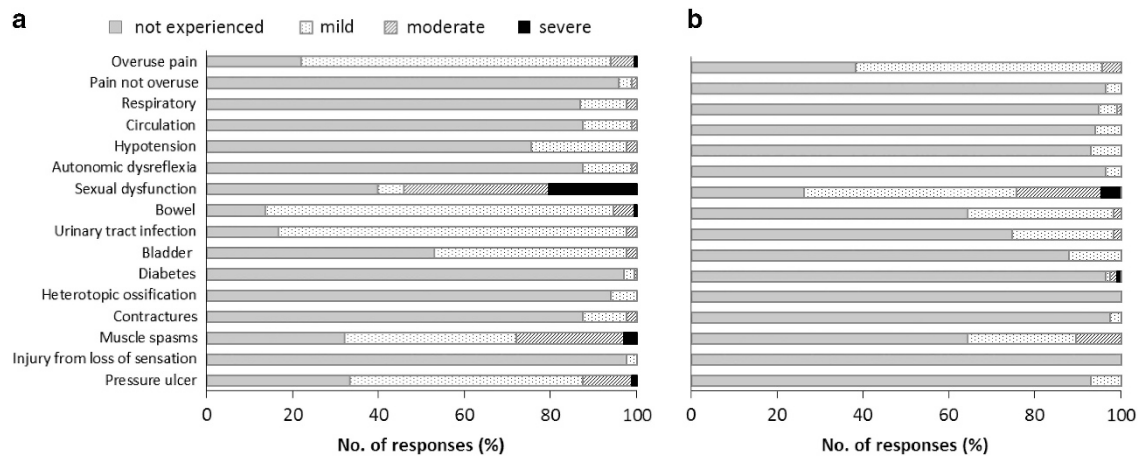 a
not experienced mild moderate severe
b
Overuse pain
Pain not overuse
Respiratory
Circulation
Hypotension
Autonomic dysreflexia
Sexual dysfunction
Bowel
Urinary tract infection
Bladder
Diabetes
Heterotopic ossification
Contractures
Muscle spasms
Injury from loss of sensation
Pressure ulcer
0 20 40 60 80 100
No. of responses (%)
0 20 40 60 80 100
No. of responses (%)